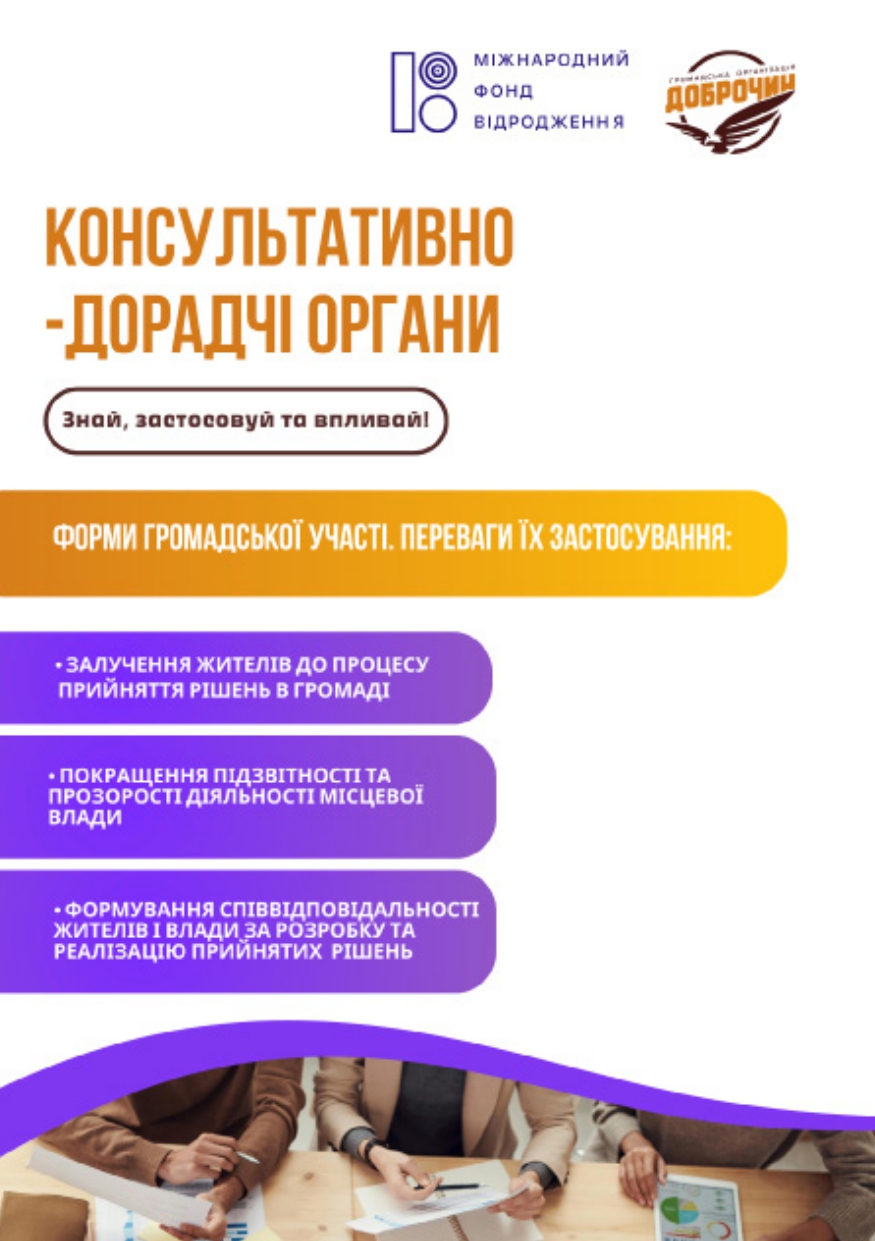 МІЖНАРОДНИЙ
ФОНД
ВІДРОДЖЕННЯ
ГРОМАДСЬКА ОРГАНІЗАЦІЯ
ДОБРОЧИН
КОНСУЛЬТАТИВНО
-ДОРАДЧІ ОРГАНИ
Знай, застосовуй та впливай!
ФОРМИ ГРОМАДСЬКОЇ УЧАСТІ. ПЕРЕВАГИ ЇХ ЗАСТОСУВАННЯ:
• ЗАЛУЧЕННЯ ЖИТЕЛІВ ДО ПРОЦЕСУ
ПРИЙНЯТТЯ РІШЕНЬ В ГРОМАДІ
• ПОКРАЩЕННЯ ПІДЗВІТНОСТІ ТА
ПРОЗОРОСТІ ДІЯЛЬНОСТІ МІСЦЕВОЇ
ВЛАДИ
• ФОРМУВАННЯ СПІВВІДПОВІДАЛЬНОСТІ
ЖИТЕЛІВ І ВЛАДИ ЗА РОЗРОБКУ ТА
РЕАЛІЗАЦІЮ ПРИЙНЯТИХ РІШЕНЬ